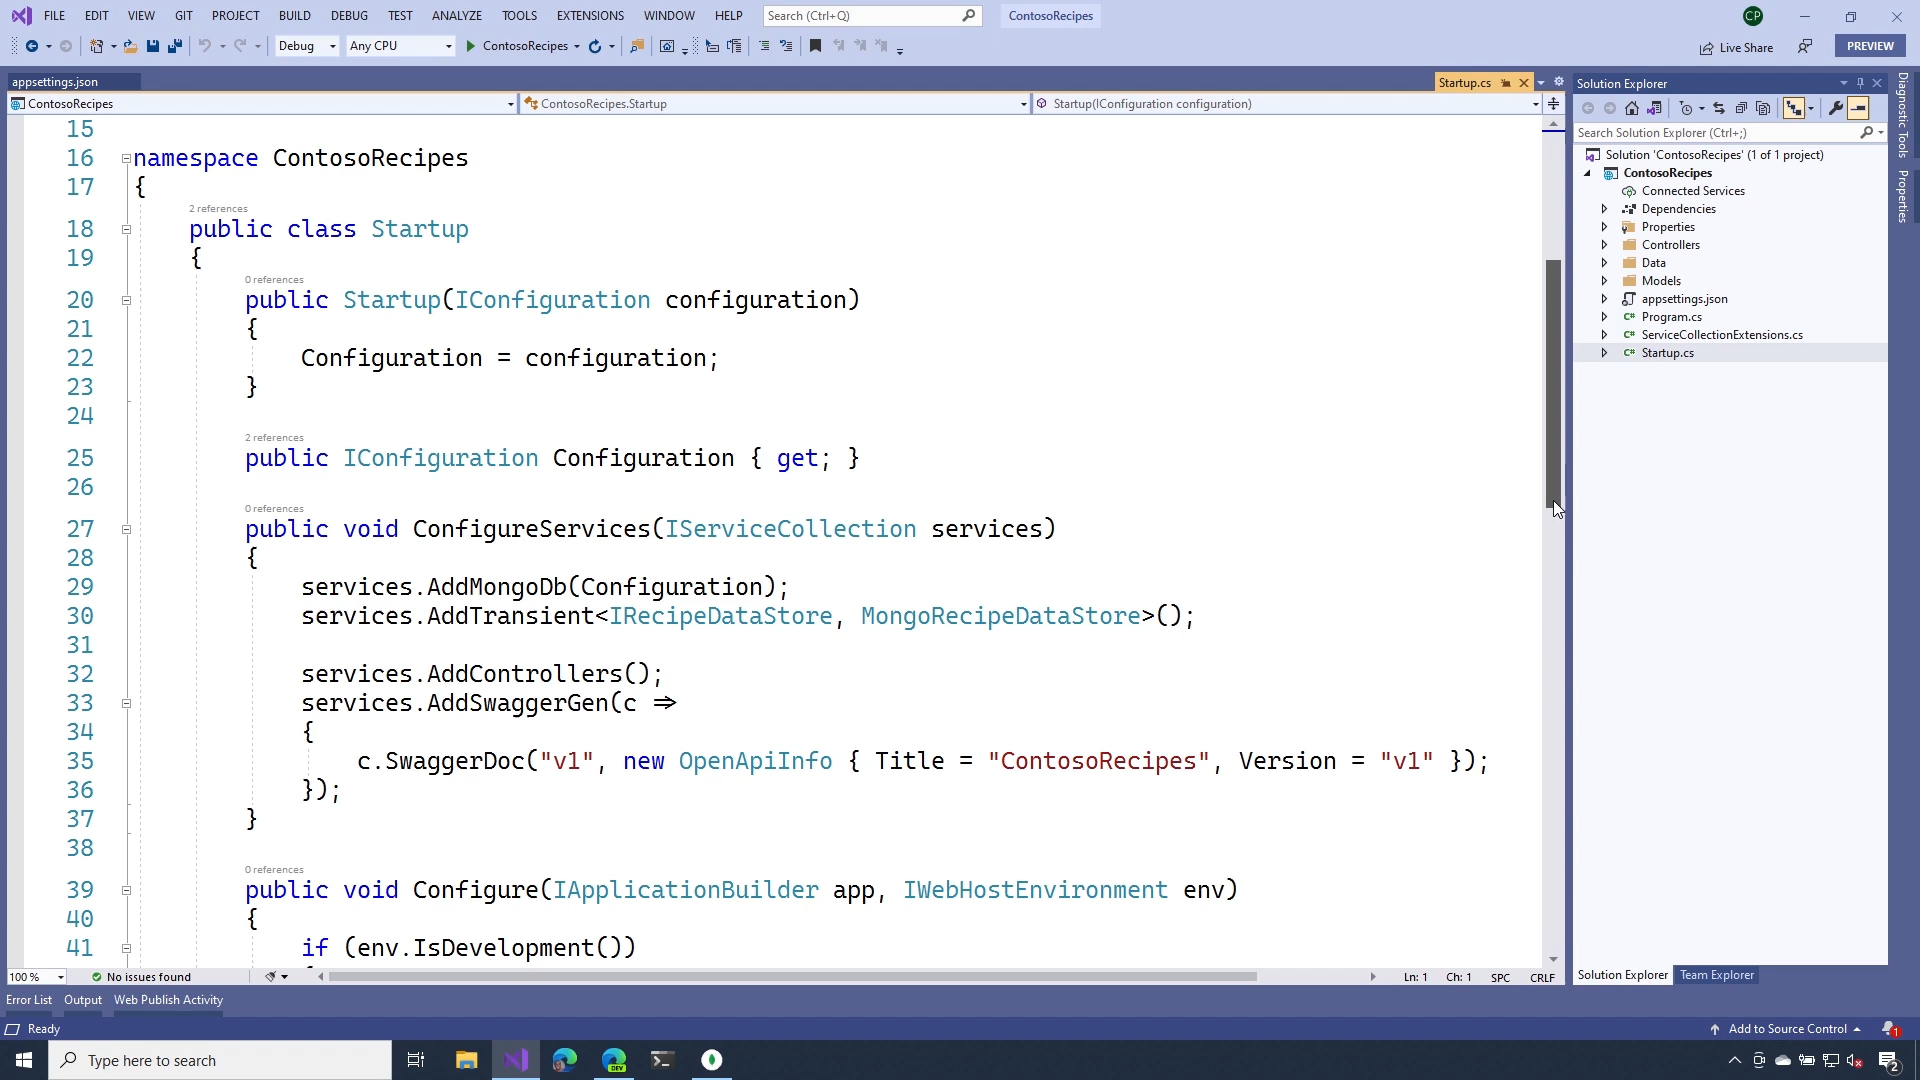 FILE EDIT VIEW GIT PROJECT BUILD DEBUG TEST ANALYZE TOOLS EXTENSIONS WINDOW HELP Search (Ctrl+Q) ContosoRecipes CP
Debug Any CPU ContosoRecipes Live Share PREVIEW
appsettings.json Startup.cs
ContosoRecipes ContosoRecipes.Startup Startup(IConfiguration configuration)
15
16 namespace ContosoRecipes
17 {
2 references
18 public class Startup
19 {
0 references
20 public Startup(IConfiguration configuration)
21 {
22 Configuration = configuration;
23 }
24
2 references
25 public IConfiguration Configuration { get; }
26
0 references
27 public void ConfigureServices(IServiceCollection services)
28 {
29 services.AddMongoDb(Configuration);
30 services.AddTransient<IRecipeDataStore, MongoRecipeDataStore>();
31
32 services.AddControllers();
33 services.AddSwaggerGen(c =>
34 {
35 c.SwaggerDoc("v1", new OpenApiInfo { Title = "ContosoRecipes", Version = "v1" });
36 });
37 }
38
0 references
39 public void Configure(IApplicationBuilder app, IWebHostEnvironment env)
40 {
41 if (env.IsDevelopment())
100 % No issues found Ln: 1 Ch: 1 SPC CRLF
Solution Explorer
Search Solution Explorer (Ctrl+;)
Solution 'ContosoRecipes' (1 of 1 project)
ContosoRecipes
Connected Services
Dependencies
Properties
Controllers
Data
Models
appsettings.json
C# Program.cs
C# ServiceCollectionExtensions.cs
C# Startup.cs
Solution Explorer Team Explorer
Diagnostic Tools
Properties
Error List Output Web Publish Activity
Ready Add to Source Control 1
Type here to search DEV 2